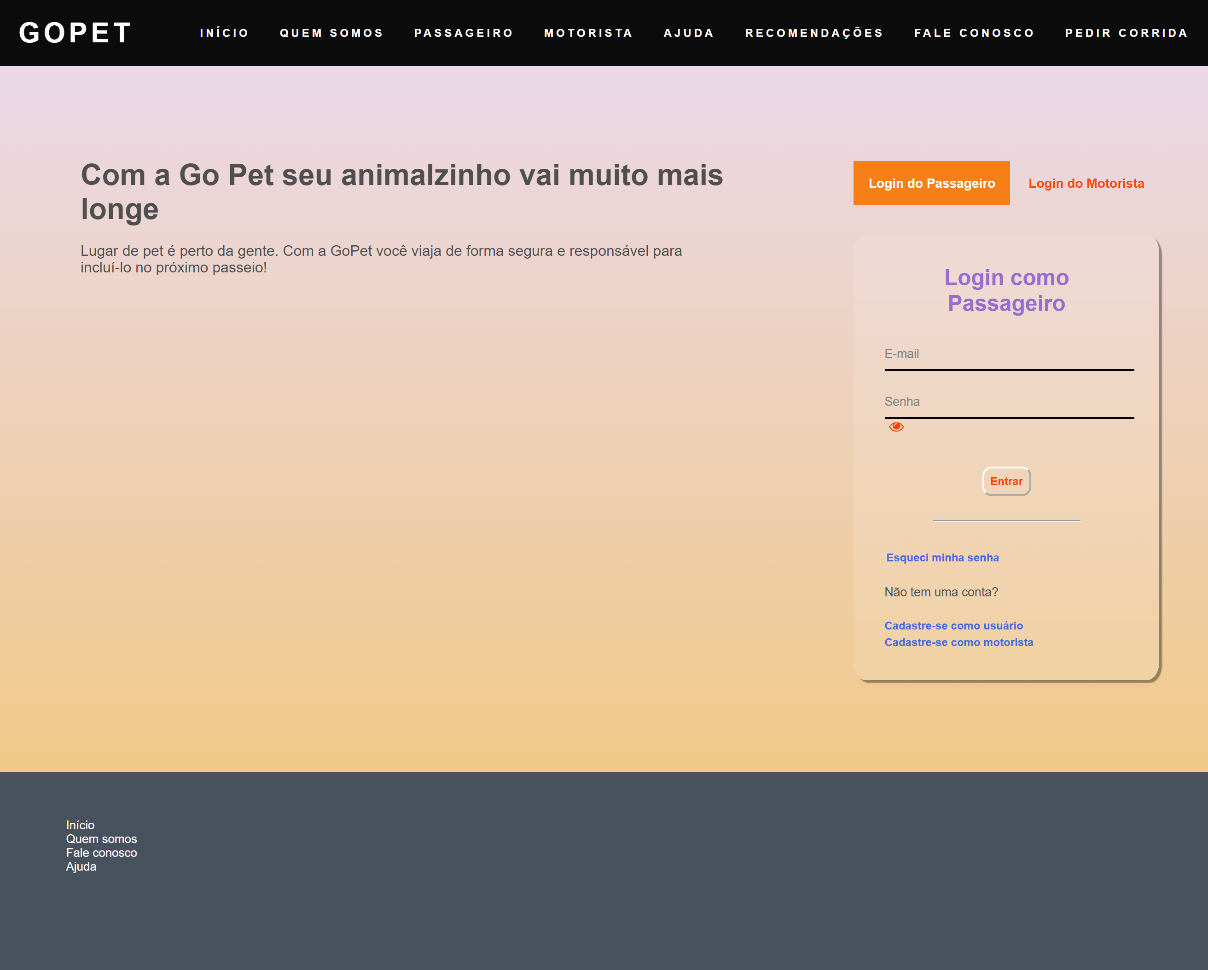 GOPET
INÍCIO
QUEM SOMOS
PASSAGEIRO
MOTORISTA
AJUDA
RECOMENDAÇÕES
FALE CONOSCO
PEDIR CORRIDA
Com a Go Pet seu animalzinho vai muito mais
longe
Lugar de pet é perto da gente. Com a GoPet você viaja de forma segura e responsável para
incluí-lo no próximo passeio!
Login do Passageiro
Login do Motorista
Login como
Passageiro
E-mail
Senha
Entrar
Esqueci minha senha
Não tem uma conta?
Cadastre-se como usuário
Cadastre-se como motorista
Início
Quem somos
Fale conosco
Ajuda